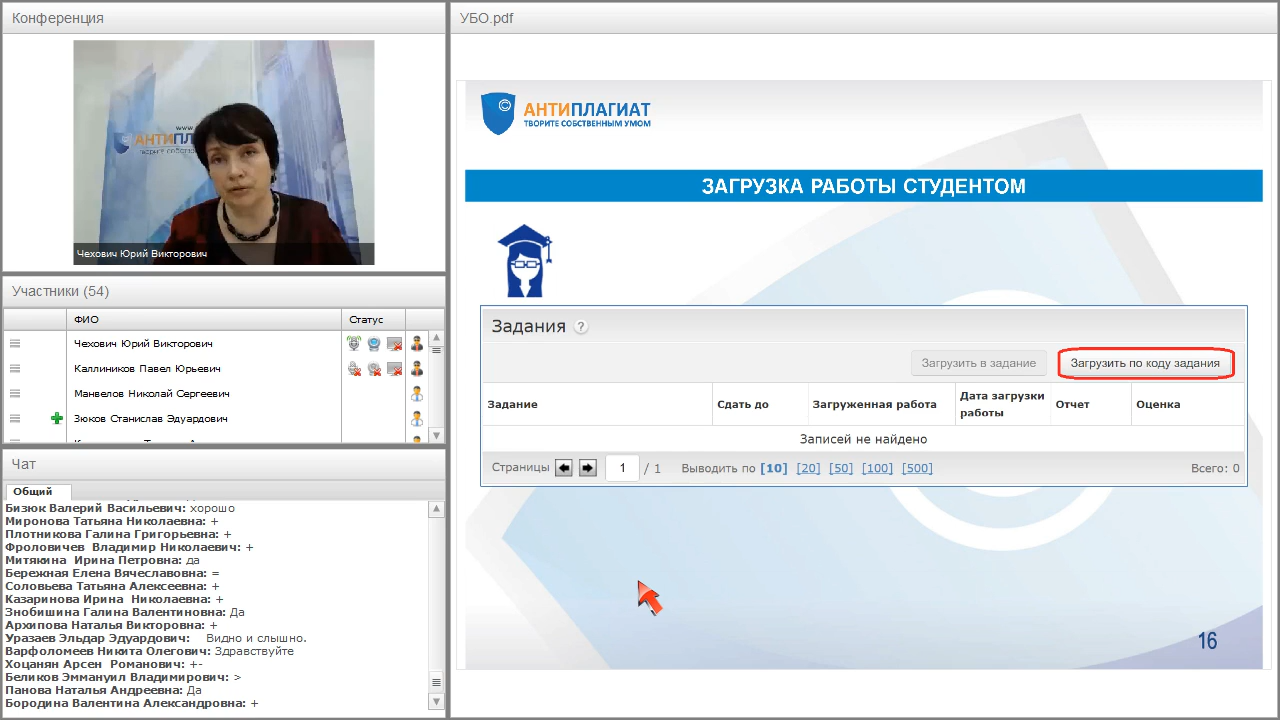 Конференция
www
АНТИПЛ
Чехович Юрий Викторович
Участники (54)
ФИО Статус
Чехович Юрий Викторович
Каллиников Павел Юрьевич
Манвелов Николай Сергеевич
Зюков Станислав Эдуардович
Чат
Общий
Бизюк Валерий Васильевич: хорошо
Миронова Татьяна Николаевна: +
Плотникова Галина Григорьевна: +
Фроловичев Владимир Николаевич: +
Митякина Ирина Петровна: да
Бережная Елена Вячеславовна: =
Соловьева Татьяна Алексеевна: +
Казаринова Ирина Николаевна: +
Знобишина Галина Валентиновна: Да
Архипова Наталья Викторовна: +
Уразаев Эльдар Эдуардович: Видно и слышно.
Варфоломеев Никита Олегович: Здравствуйте
Хоцанян Арсен Романович: +-
Беликов Эммануил Владимирович: >
Панова Наталья Андреевна: Да
Бородина Валентина Александровна: +
УБО.pdf
©
АНТИПЛАГИАТ
ТВОРИТЕ СОБСТВЕННЫМ УМОМ
ЗАГРУЗКА РАБОТЫ СТУДЕНТОМ
Задания ?
Загрузить в задание Загрузить по коду задания
Задание Сдать до Загруженная работа Дата загрузки работы Отчет Оценка
Записей не найдено
Страницы 1 / 1 Выводить по [10] [20] [50] [100] [500] Всего: 0
16